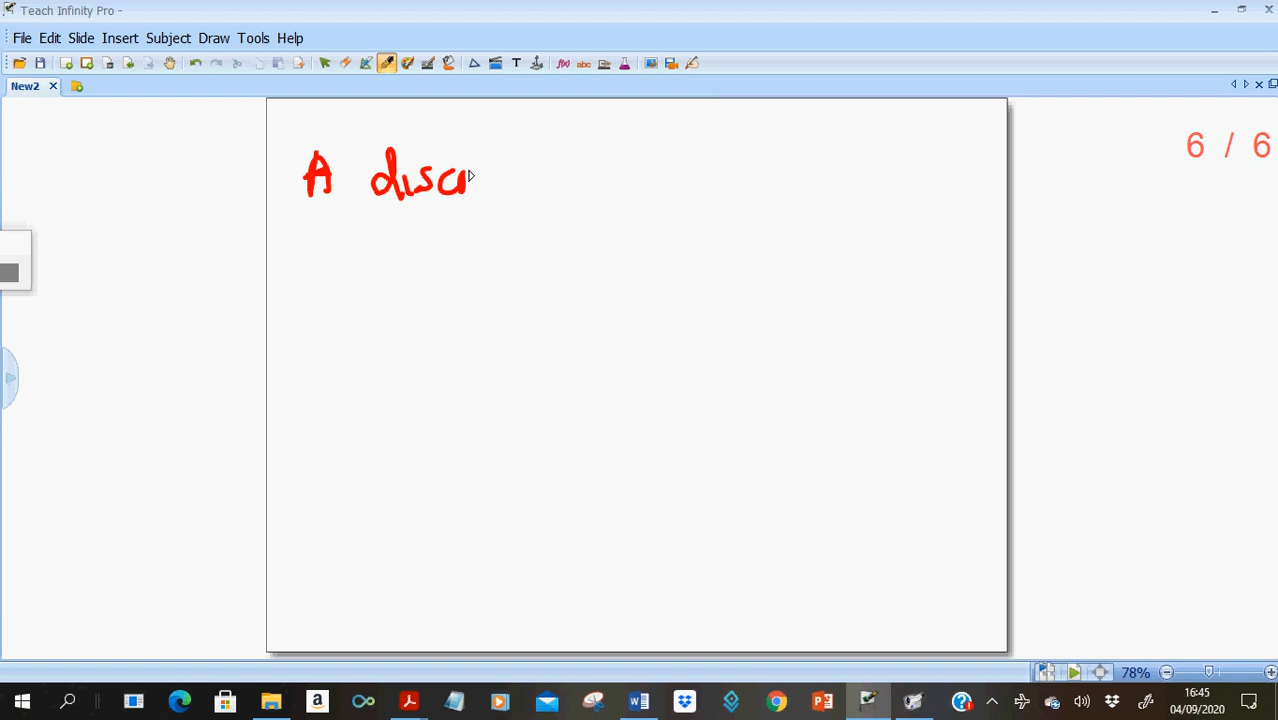 Teach Infinity Pro -
File Edit Slide Insert Subject Draw Tools Help
New2
6 / 6
A disc
78%
16:45
04/09/2020